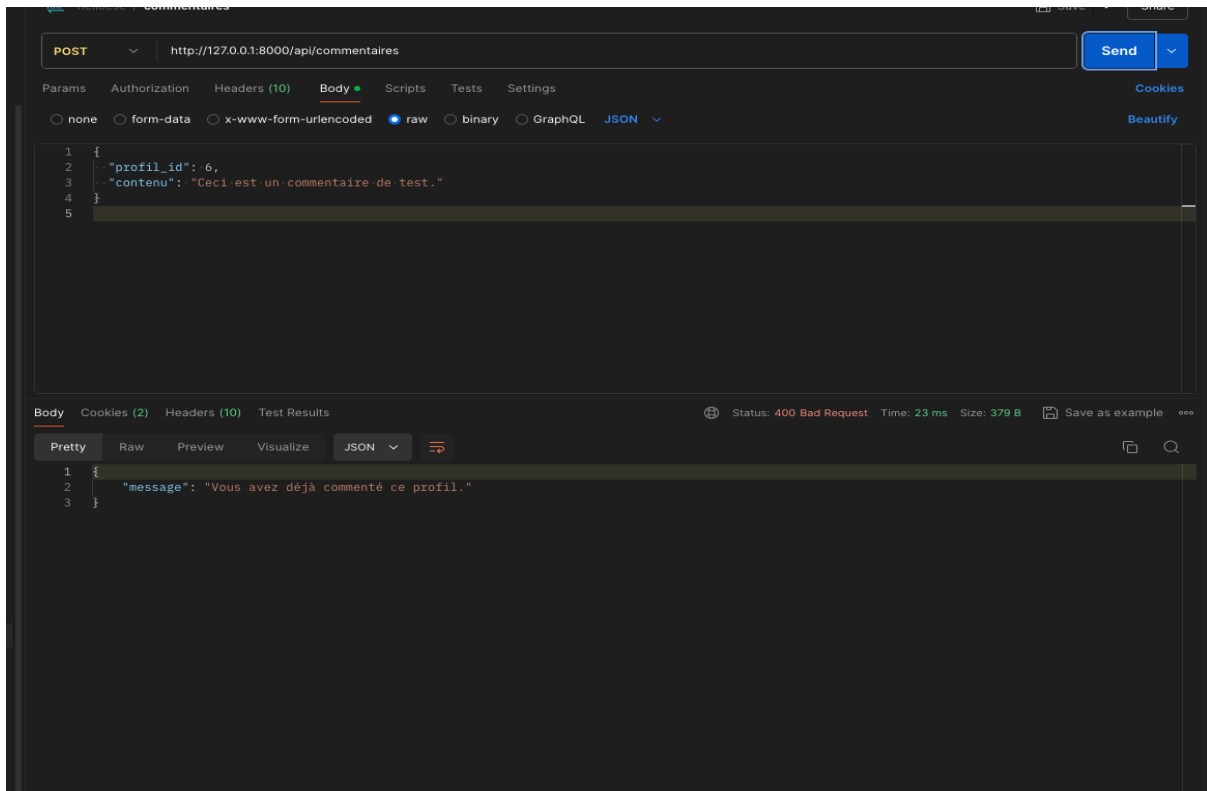 commentaires
Save
Share
POST http://127.0.0.1:8000/api/commentaires Send
Params Authorization Headers (10) Body Scripts Tests Settings Cookies
none form-data x-www-form-urlencoded raw binary GraphQL JSON Beautify
1 {
2 "profil_id": 6,
3 "contenu": "Ceci est un commentaire de test."
4 }
5
Body Cookies (2) Headers (10) Test Results Status: 400 Bad Request Time: 23 ms Size: 379 B Save as example
Pretty Raw Preview Visualize JSON
1 {
2 "message": "Vous avez déjà commenté ce profil."
3 }